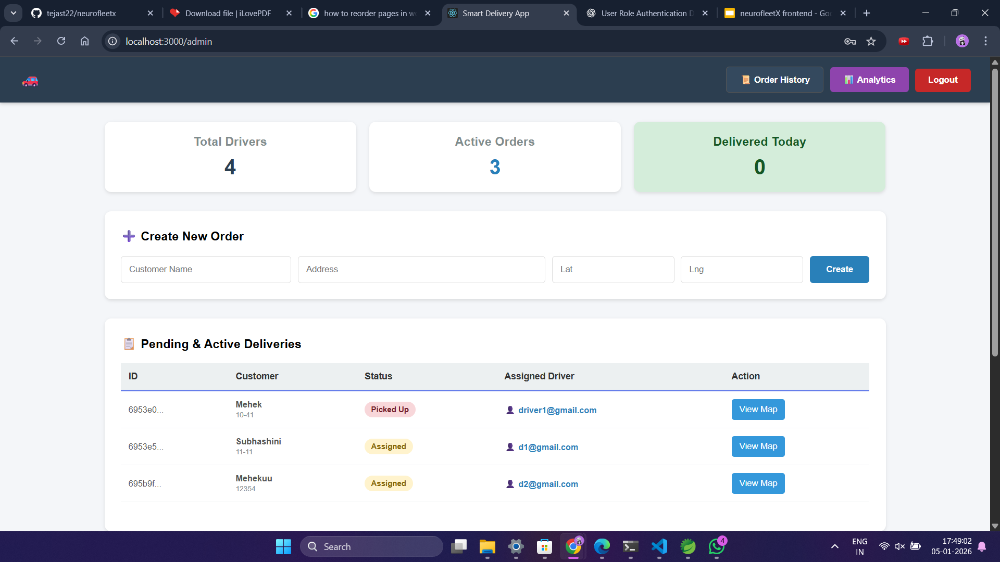 tejast22/neurofleetx
Download file | iLovePDF
how to reorder pages in wo
Smart Delivery App
User Role Authentication D
neurofleetX frontend - Goo
localhost:3000/admin
Order History
Analytics
Logout
Total Drivers
4
Active Orders
3
Delivered Today
0
Create New Order
Customer Name
Address
Lat
Lng
Create
Pending & Active Deliveries
ID Customer Status Assigned Driver Action
6953e0... Mehek Picked Up driver1@gmail.com View Map
10-41
6953e5... Subhashini Assigned d1@gmail.com View Map
11-11
695b9f... Mehekuu Assigned d2@gmail.com View Map
12354
Search
4
ENG
IN
17:49:02
05-01-2026